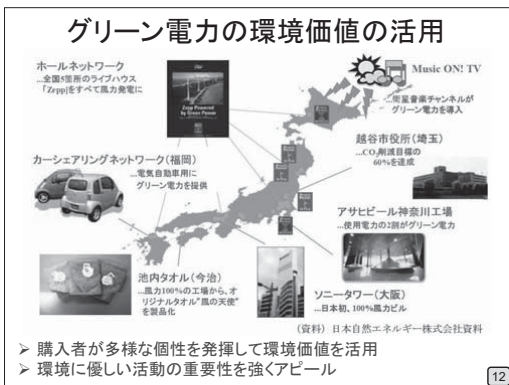 グリーン電力の環境価値の活用
ホールネットワーク
…全国5箇所のライブハウス
「Zepp」をすべて風力発電に
Zepp Powered
by Green Power
Music ON! TV
…衛星音楽チャンネルが
グリーン電力を導入
越谷市役所(埼玉)
…CO2削減目標の
60%を達成
カーシェアリングネットワーク(福岡)
…電気自動車用に
グリーン電力を提供
アサヒビール神奈川工場
…使用電力の2割がグリーン電力
池内タオル(今治)
…風力100%の工場から、オ
リジナルタオル"風の天使"
を製品化
ソニータワー(大阪)
…日本初、100%風力ビル
(資料) 日本自然エネルギー株式会社資料
➢ 購入者が多様な個性を発揮して環境価値を活用
➢ 環境に優しい活動の重要性を強くアピール
12